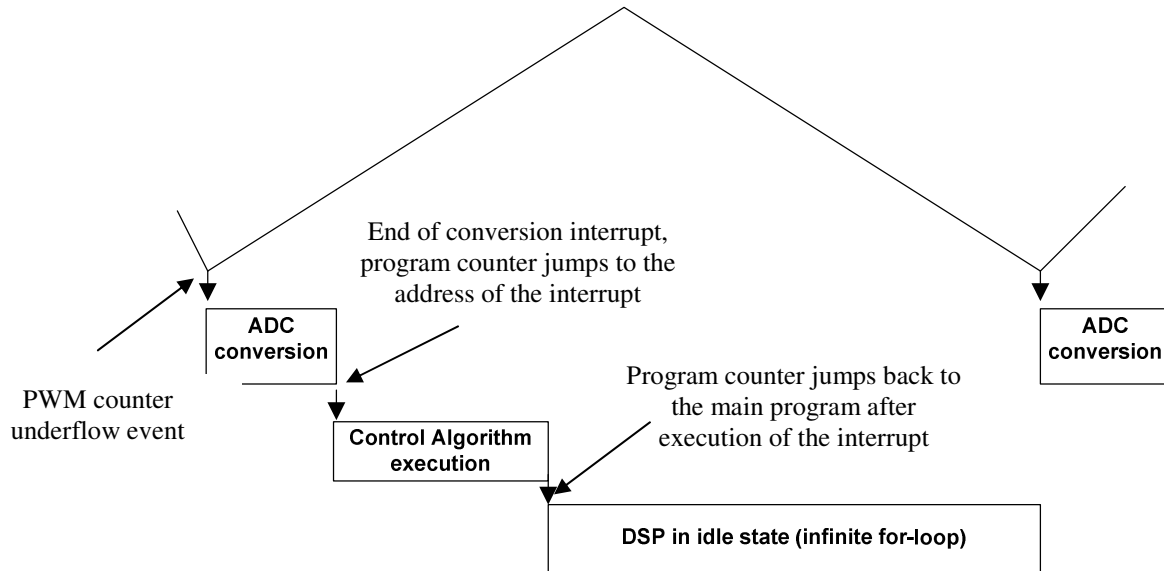 End of conversion interrupt,
program counter jumps to the
address of the interrupt
ADC
conversion
ADC
conversion
PWM counter
underflow event
Program counter jumps back to
the main program after
execution of the interrupt
Control Algorithm
execution
DSP in idle state (infinite for-loop)